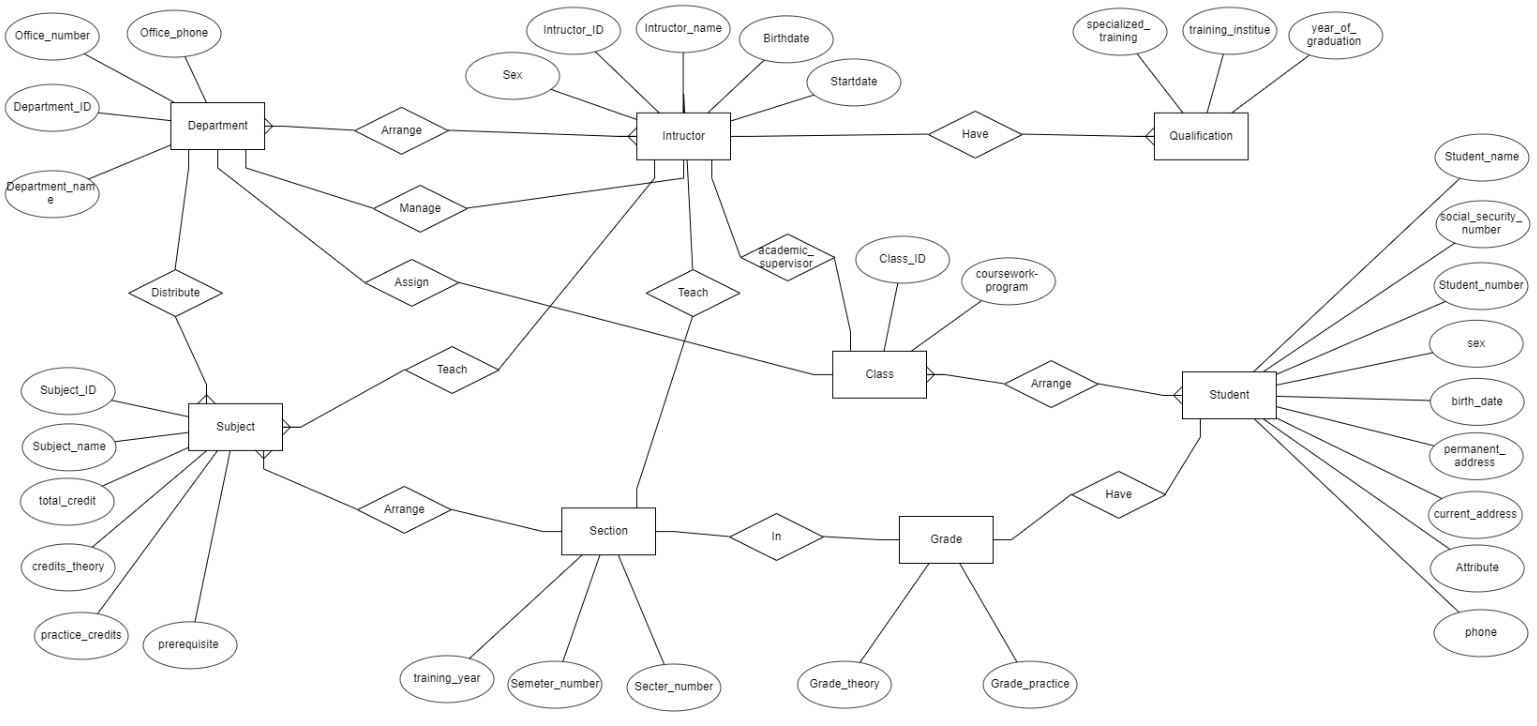 Office_number
Office_phone
Intructor_ID
Intructor_name
Birthdate
specialized_
training
training_institue
year_of_
graduation
Sex
Startdate
Department_ID
Department
Arrange
Intructor
Have
Qualification
Student_name
Department_nam
e
Manage
social_security_
number
academic_
supervisor
Class_ID
coursework-
program
Assign
Distribute
Teach
Student_number
sex
Teach
Class
Arrange
Student
Subject_ID
birth_date
Subject
Subject_name
permanent_
address
total_credit
Arrange
Have
current_address
Section
In
Grade
credits_theory
Attribute
practice_credits
prerequisite
phone
training_year
Semeter_number
Secter_number
Grade_theory
Grade_practice